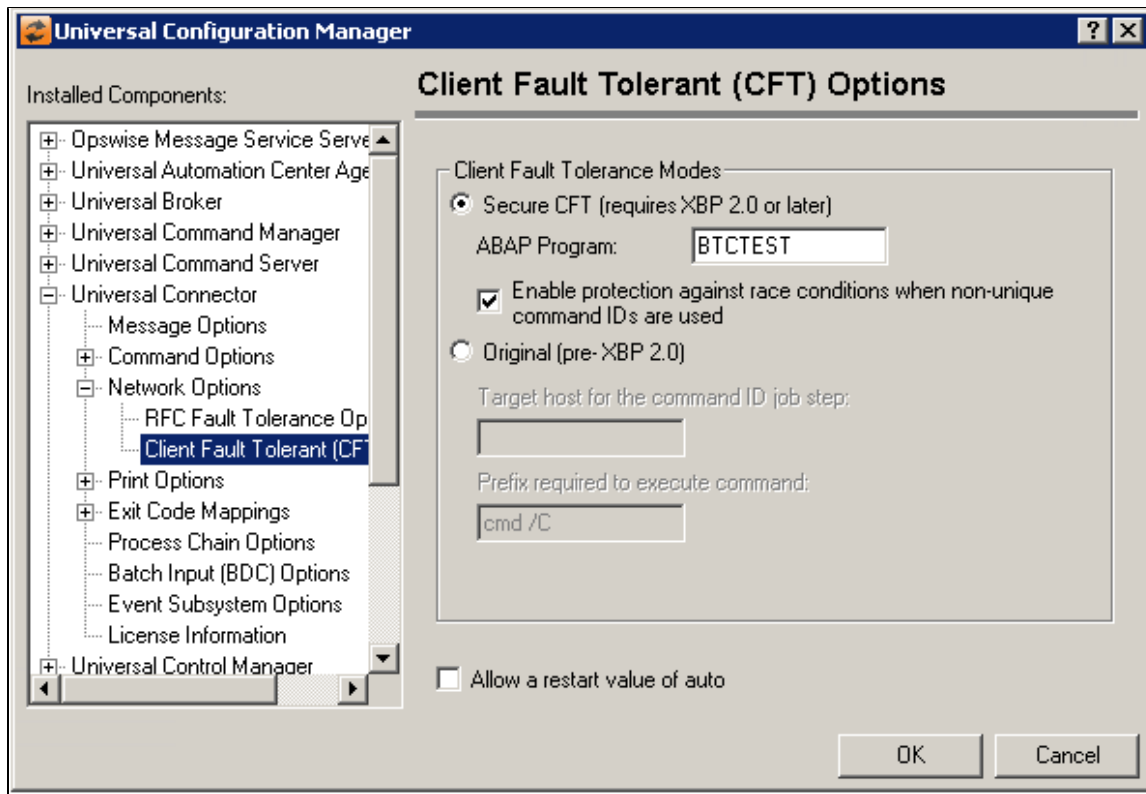 Universal Configuration Manager
Installed Components:
Opswise Message Service Serve
Universal Automation Center Age
Universal Broker
Universal Command Manager
Universal Command Server
Universal Connector
Message Options
Command Options
Network Options
RFC Fault Tolerance Op
Client Fault Tolerant (CFT
Print Options
Exit Code Mappings
Process Chain Options
Batch Input (BDC) Options
Event Subsystem Options
License Information
Universal Control Manager
Client Fault Tolerant (CFT) Options
Client Fault Tolerance Modes
Secure CFT (requires XBP 2.0 or later)
ABAP Program: BTCTEST
Enable protection against race conditions when non-unique
command IDs are used
Original (pre- XBP 2.0)
Target host for the command ID job step:
Prefix required to execute command:
cmd /C
Allow a restart value of auto
OK Cancel